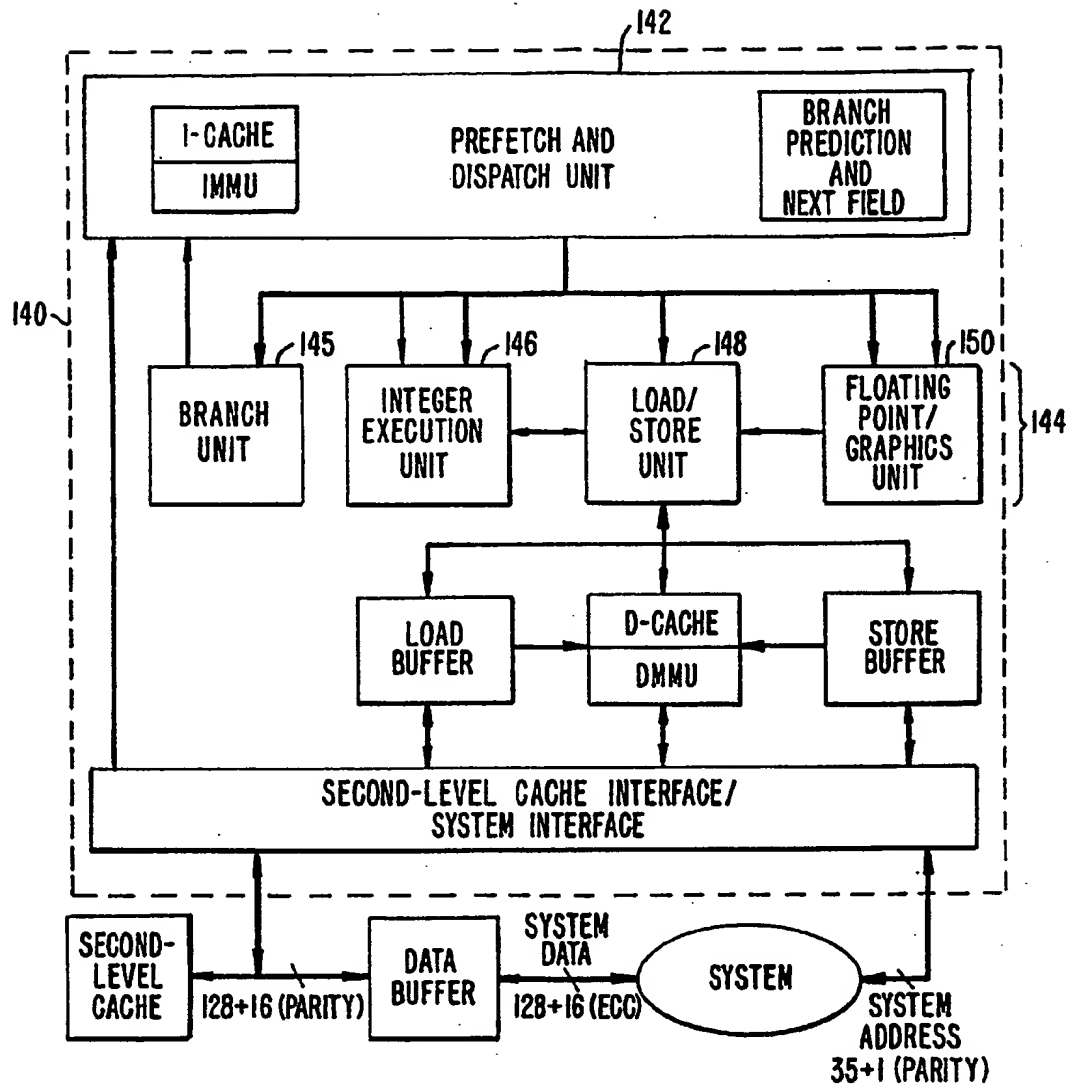 142
I-CACHE
IMMU
PREFETCH AND
DISPATCH UNIT
BRANCH
PREDICTION
AND
NEXT FIELD
140
145
146
148
150
BRANCH
UNIT
INTEGER
EXECUTION
UNIT
LOAD/
STORE
UNIT
FLOATING
POINT/
GRAPHICS
UNIT
144
LOAD
BUFFER
D-CACHE
DMMU
STORE
BUFFER
SECOND-LEVEL CACHE INTERFACE/
SYSTEM INTERFACE
SECOND-
LEVEL
CACHE
128+16 (PARITY)
DATA
BUFFER
SYSTEM
DATA
128+16 (ECC)
SYSTEM
SYSTEM
ADDRESS
35+1 (PARITY)